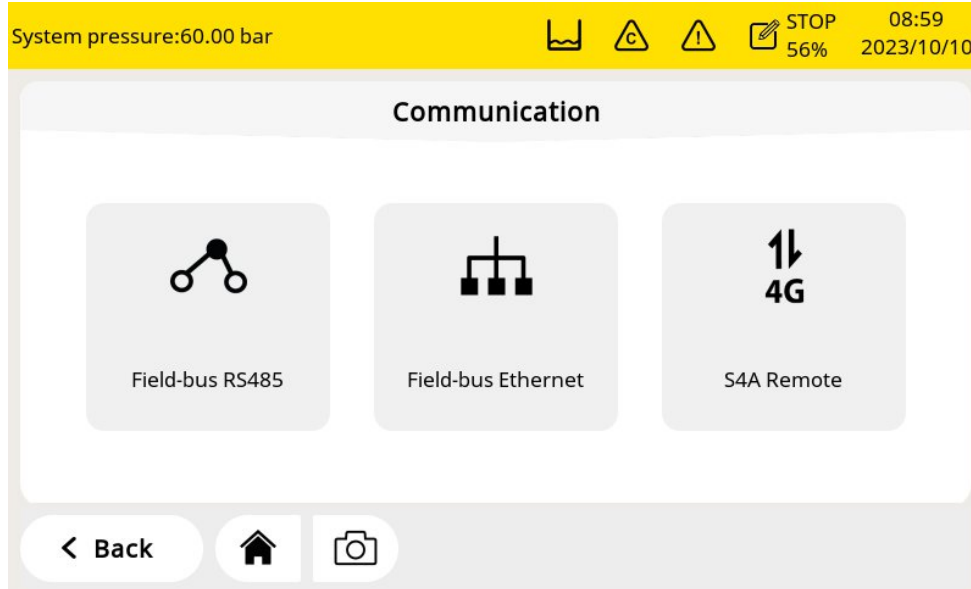 System pressure:60.00 bar
C
!
STOP
56%
08:59
2023/10/10
Communication
4G
Field-bus RS485
Field-bus Ethernet
S4A Remote
Back